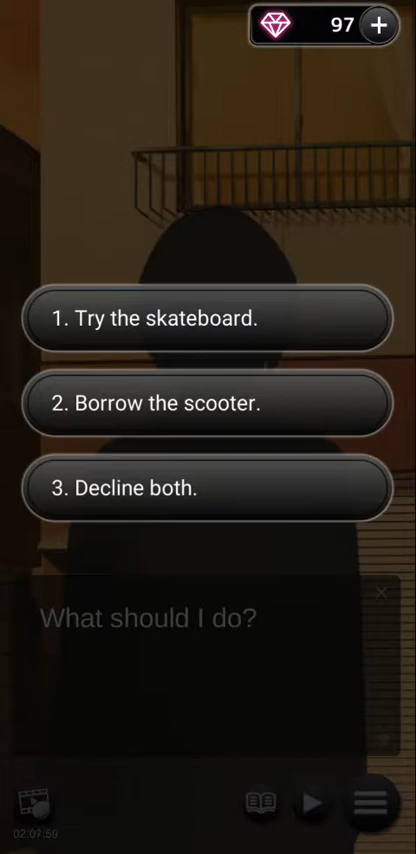 97 +
1. Try the skateboard.
2. Borrow the scooter.
3. Decline both.
What should I do?
02:07:59